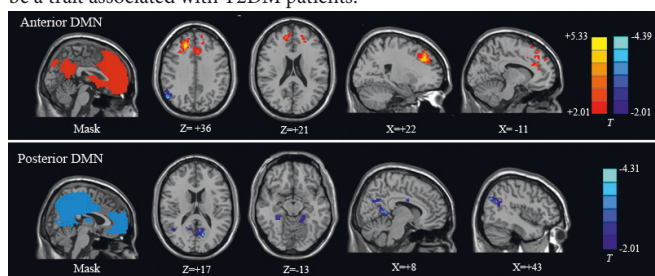 be a trait associated with T2DM patients.
Anterior DMN
+5.33 -4.39
+2.01 -2.01
T
Mask Z= +36 Z=+21 X=+22 X= -11
Posterior DMN
-4.31
-2.01
T
Mask Z=+17 Z=-13 X=+8 X=+43